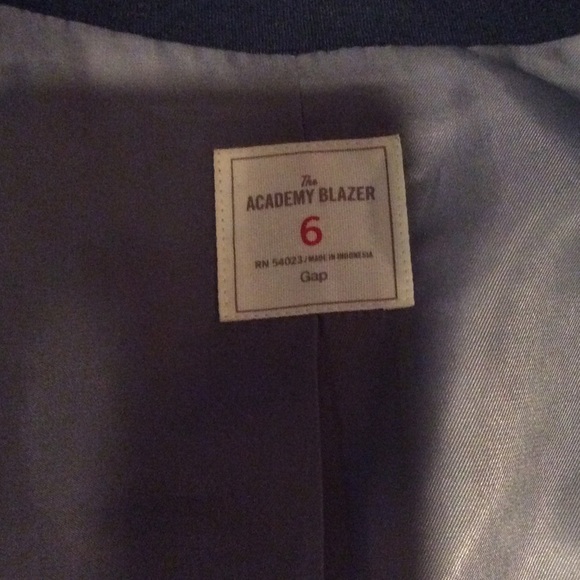 The
ACADEMY BLAZER
6
RN 54023/MADE IN INDONESIA
Gap